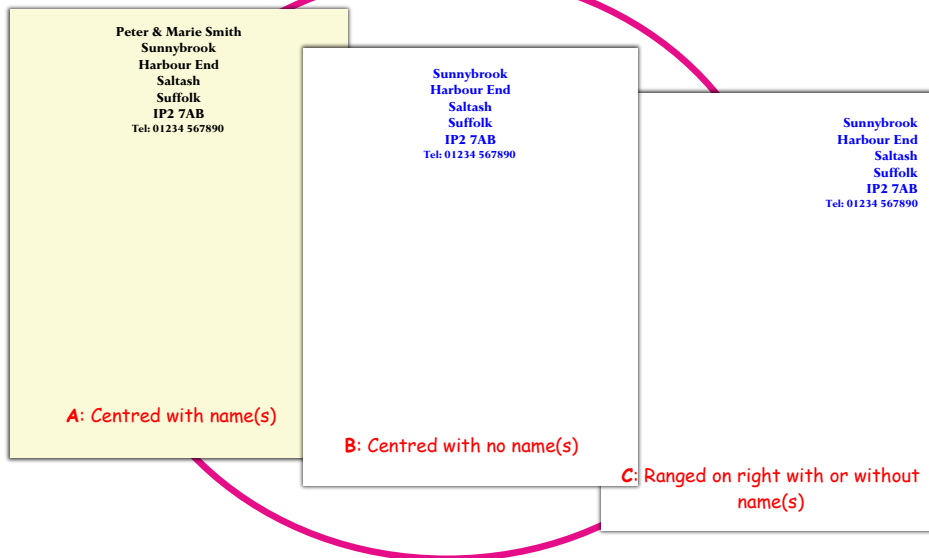 Peter & Marie Smith
Sunnybrook
Harbour End
Saltash
Suffolk
IP2 7AB
Tel: 01234 567890
A: Centred with name(s)
Sunnybrook
Harbour End
Saltash
Suffolk
IP2 7AB
Tel: 01234 567890
B: Centred with no name(s)
Sunnybrook
Harbour End
Saltash
Suffolk
IP2 7AB
Tel: 01234 567890
C: Ranged on right with or without
name(s)